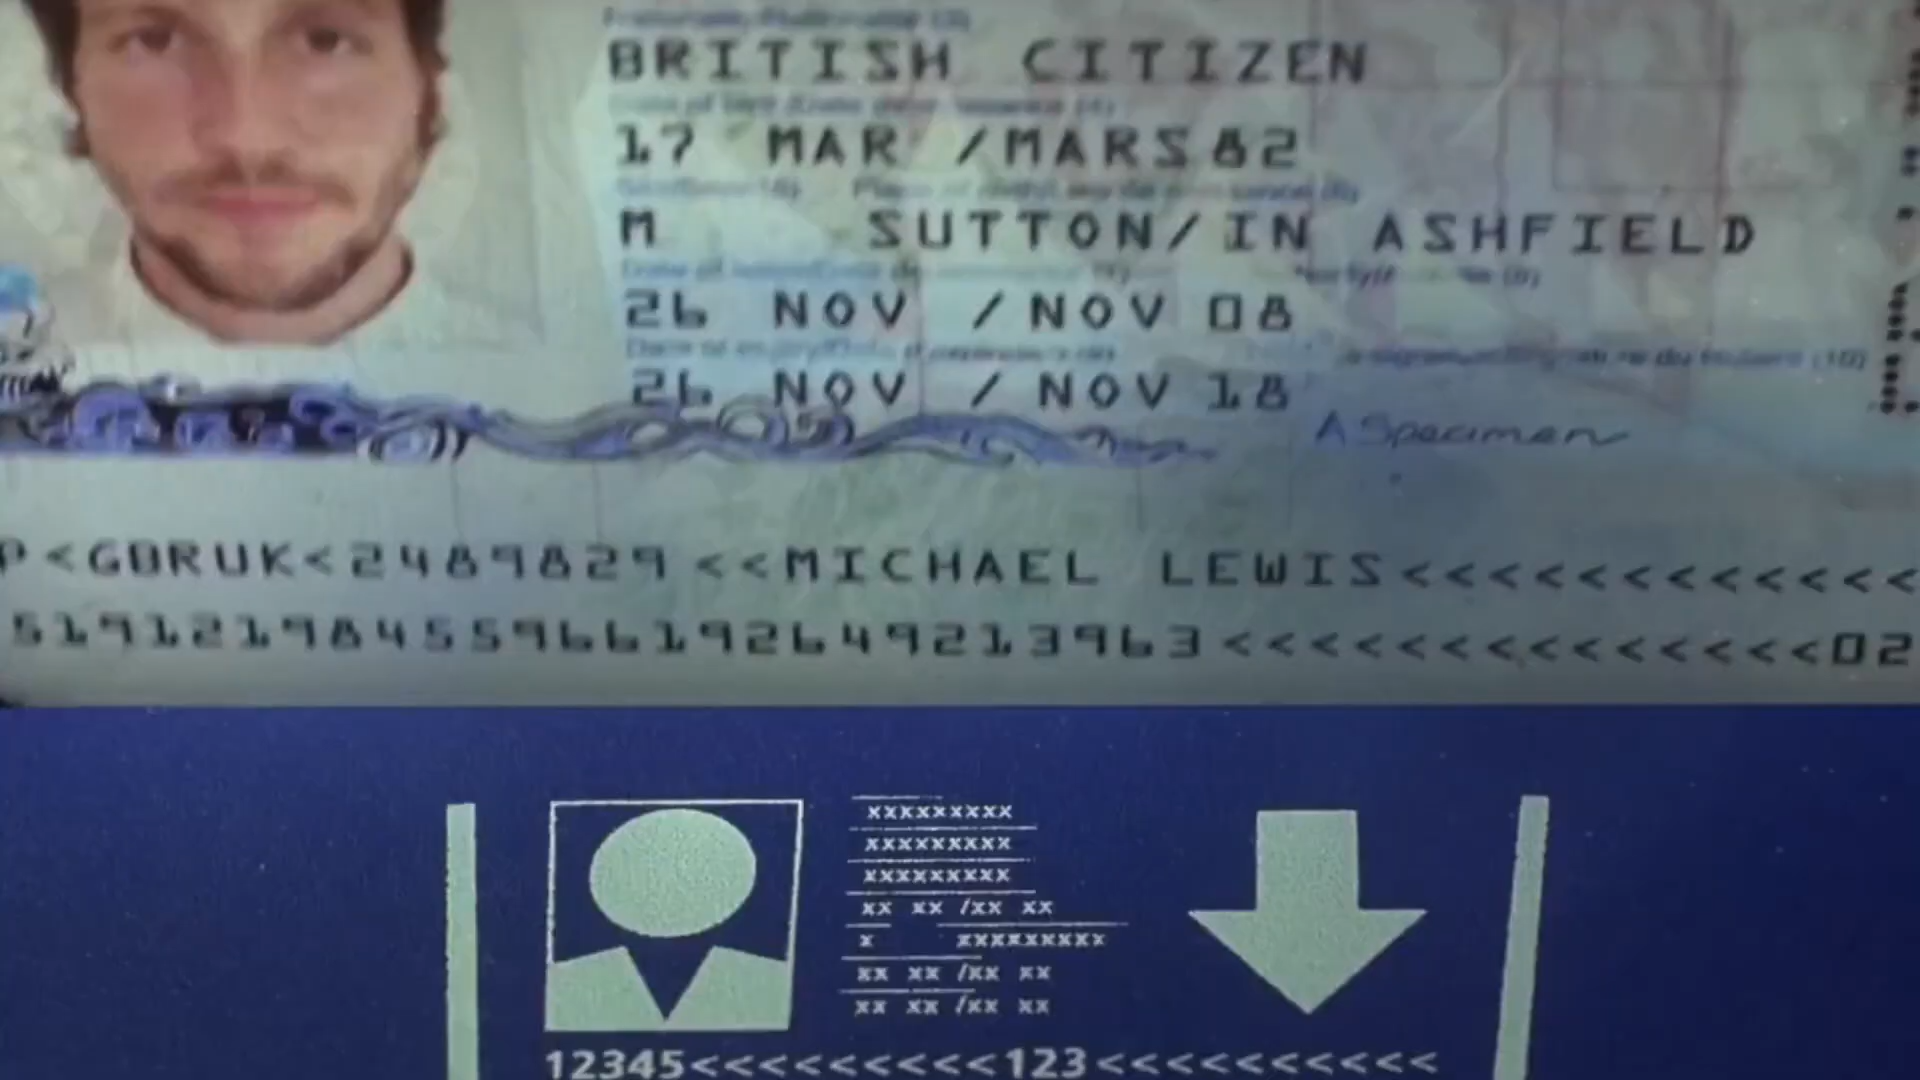 BRITISH CITIZEN
17 MAR /MARS 82
M SUTTON/IN ASHFIELD
26 NOV /NOV 08
26 NOV / NOV 18
A Specimen
P<GBRUK<2489829 <<MICHAEL LEWIS<<<<<<<<<<<<<<
51912198455966192649213963<<<<<<<<<<<<<<<<<02
xxxxxxxxx
xxxxxxxxx
xxxxxxxxx
xx xx /xx xx
x xxxxxxxxx
xx xx /xx xx
xx xx /xx xx
12345<<<<<<<<<123<<<<<<<<<<